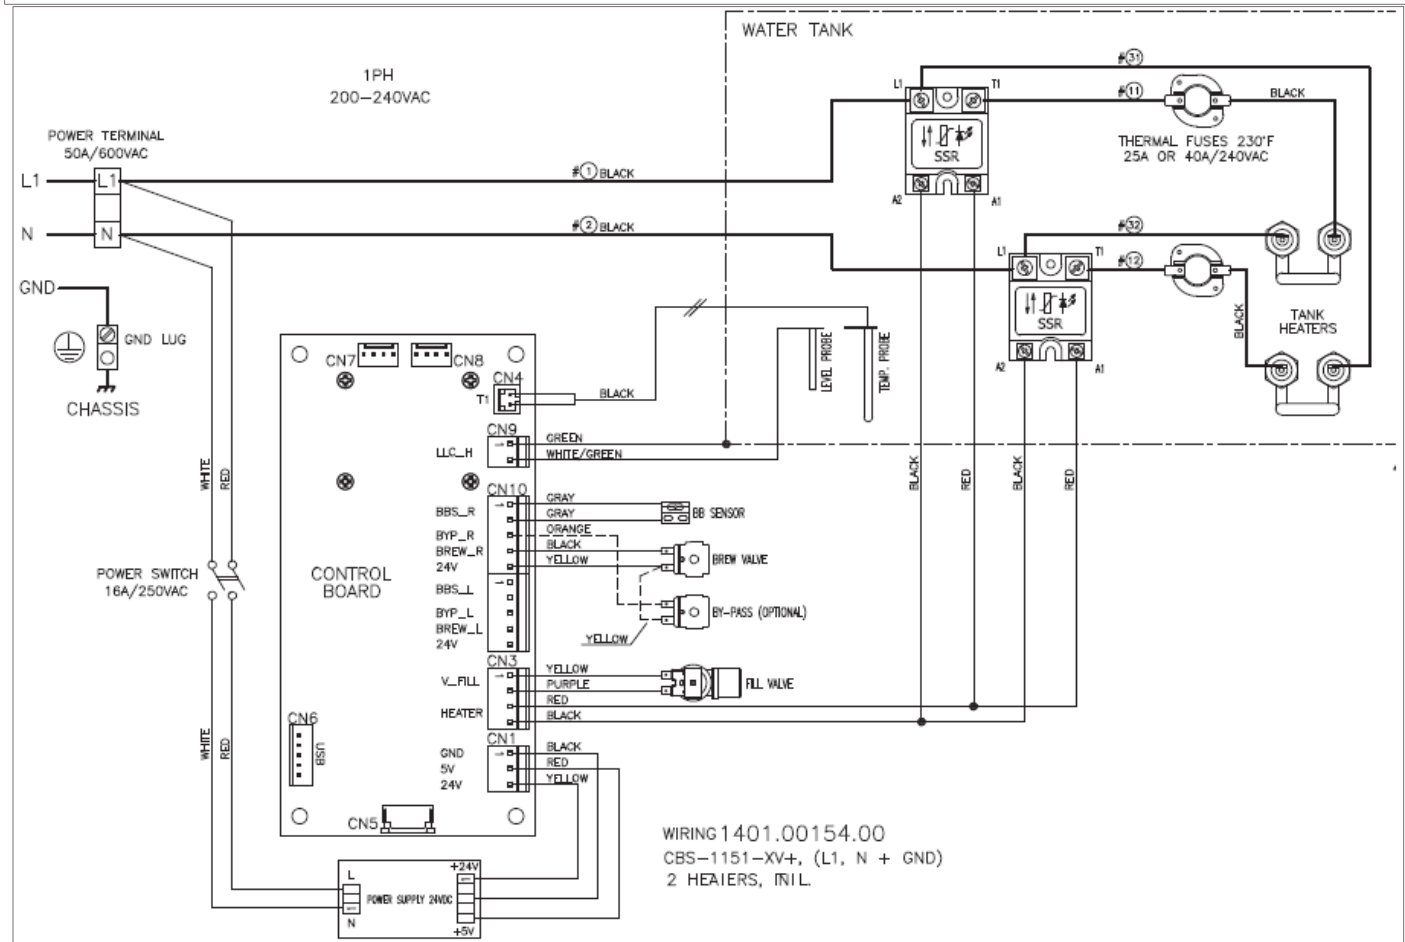 WATER TANK
1PH
200-240VAC
POWER TERMINAL
50A/600VAC
L1
L1
N
N
GND
GND LUG
CHASSIS
#1 BLACK
#2 BLACK
#31
#11
BLACK
L1
T1
SSR
A2
A1
THERMAL FUSES 230°F
25A OR 40A/240VAC
#32
#12
L1
T1
SSR
A2
A1
BLACK
TANK
HEATERS
LEVEL PROBE
TEMP. PROBE
CN7
CN8
CN4
T1
BLACK
CN9
LLC_H
GREEN
WHITE/GREEN
CN10
BBS_R
BYP_R
BREW_R
24V
BBS_L
BYP_L
BREW_L
24V
GRAY
GRAY
ORANGE
BLACK
YELLOW
BB SENSOR
BREW VALVE
BY-PASS (OPTIONAL)
YELLOW
CN3
V_FILL
HEATER
YELLOW
PURPLE
RED
BLACK
FILL VALVE
BLACK
RED
BLACK
RED
CN1
GND
5V
24V
BLACK
RED
YELLOW
CONTROL
BOARD
CN6
USB
CN5
WHITE
RED
POWER SWITCH
16A/250VAC
WHITE
RED
L
N
POWER SUPPLY 24VDC
+24V
+5V
WIRING 1401.00154.00
CBS-1151-XV+, (L1, N + GND)
2 HEAIERS, INIL.